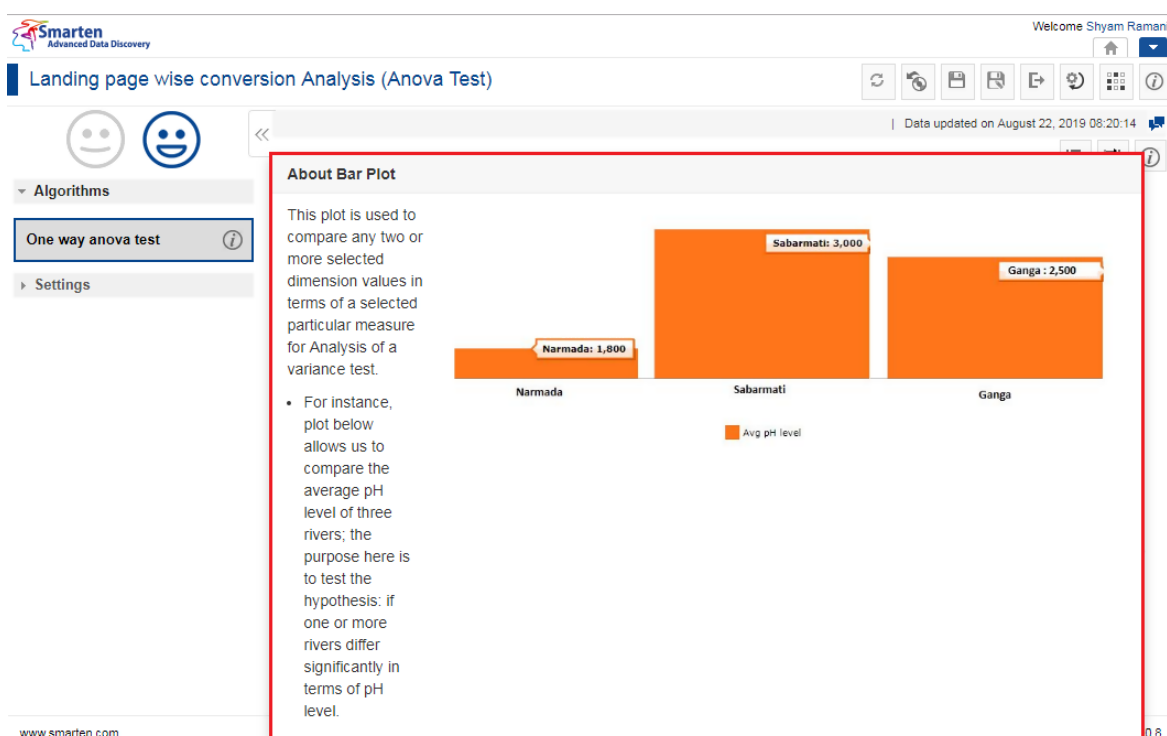 Smarten
Advanced Data Discovery
Welcome Shyam Ramani
Landing page wise conversion Analysis (Anova Test)
| Data updated on August 22, 2019 08:20:14
Algorithms
One way anova test
Settings
About Bar Plot
This plot is used to
compare any two or
more selected
dimension values in
terms of a selected
particular measure
for Analysis of a
variance test.
• For instance,
plot below
allows us to
compare the
average pH
level of three
rivers; the
purpose here is
to test the
hypothesis: if
one or more
rivers differ
significantly in
terms of pH
level.
Sabarmati: 3,000
Ganga : 2,500
Narmada: 1,800
Narmada
Sabarmati
Ganga
Avg pH level
www.smarten.com